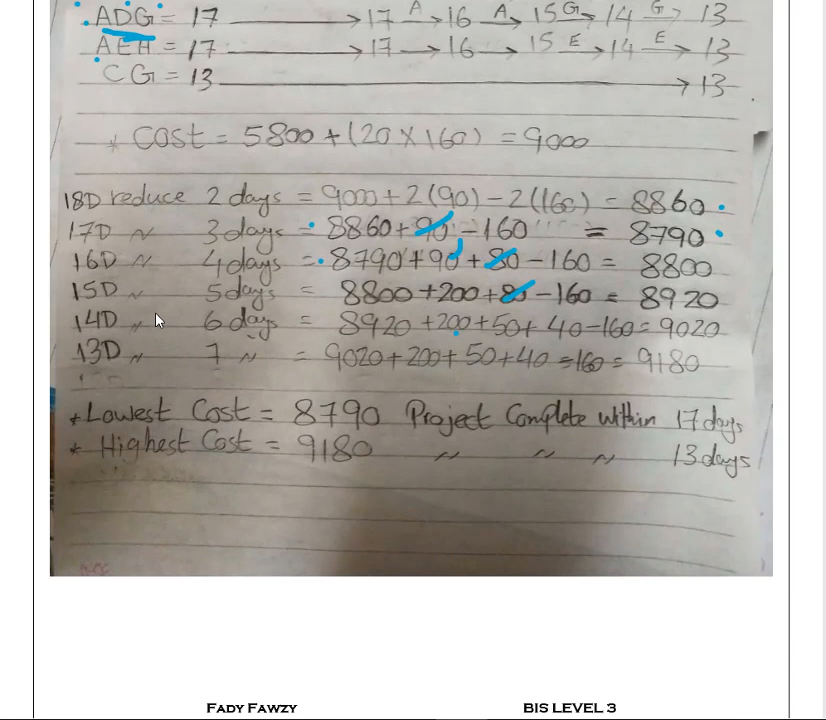 ADG = 17 → 17 A→ 16 A→ 15 G→ 14 G→ 13
AEH = 17 → 17 → 16 → 15 E→ 14 E→ 13
CG = 13 → 13
* Cost = 5800 + (20 × 160) = 9000
18D reduce 2 days = 9000 + 2(90) - 2(160) = 8860
17D 〃 3 days = 8860 + 90 - 160 = 8790
16D 〃 4 days = 8790 + 90 + 80 - 160 = 8800
15D 〃 5 days = 8800 + 200 + 80 - 160 = 8920
14D 〃 6 days = 8920 + 200 + 50 + 40 - 160 = 9020
13D 〃 7 〃 = 9020 + 200 + 50 + 40 - 160 = 9180
* Lowest Cost = 8790 Project Complete within 17 days
* Highest Cost = 9180 〃 〃 〃 13 days
FADY FAWZY BIS LEVEL 3